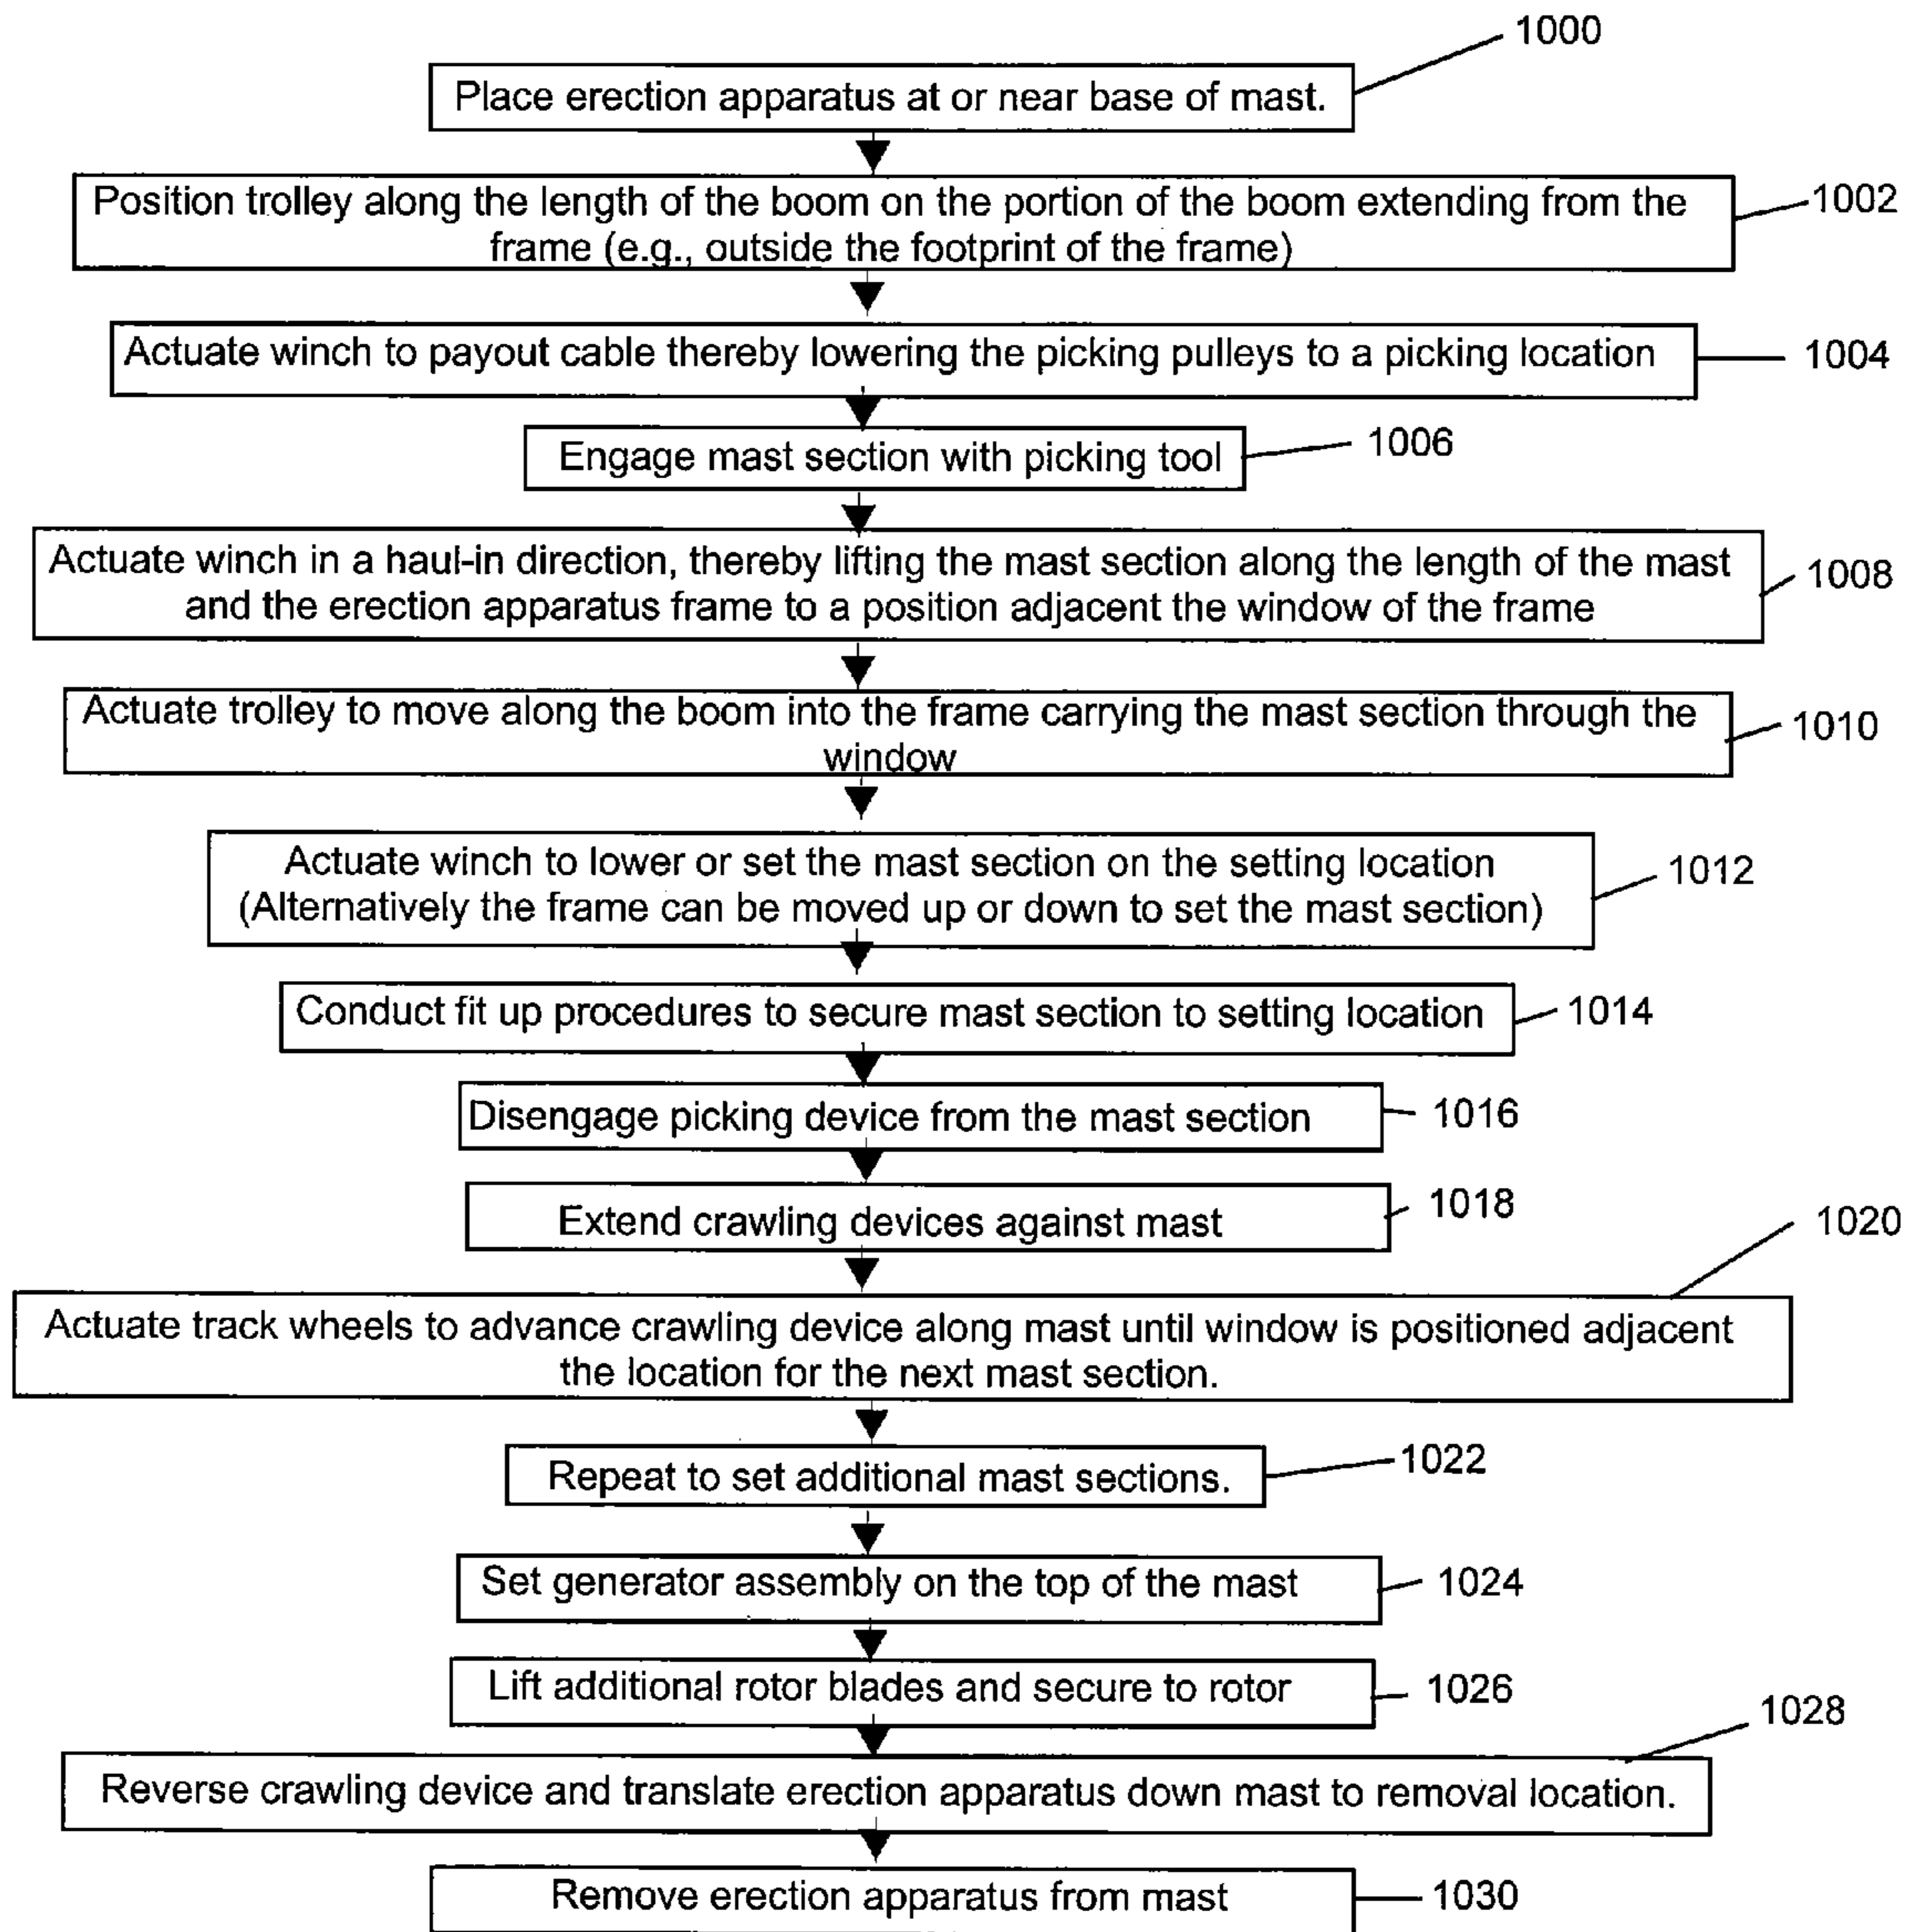 1000
Place erection apparatus at or near base of mast.
Position trolley along the length of the boom on the portion of the boom extending from the
frame (e.g., outside the footprint of the frame)
1002
Actuate winch to payout cable thereby lowering the picking pulleys to a picking location
1004
Engage mast section with picking tool
1006
Actuate winch in a haul-in direction, thereby lifting the mast section along the length of the mast
and the erection apparatus frame to a position adjacent the window of the frame
1008
Actuate trolley to move along the boom into the frame carrying the mast section through the
window
1010
Actuate winch to lower or set the mast section on the setting location
(Alternatively the frame can be moved up or down to set the mast section)
1012
Conduct fit up procedures to secure mast section to setting location
1014
Disengage picking device from the mast section
1016
Extend crawling devices against mast
1018
1020
Actuate track wheels to advance crawling device along mast until window is positioned adjacent
the location for the next mast section.
Repeat to set additional mast sections.
1022
Set generator assembly on the top of the mast
1024
Lift additional rotor blades and secure to rotor
1026
1028
Reverse crawling device and translate erection apparatus down mast to removal location.
Remove erection apparatus from mast
1030